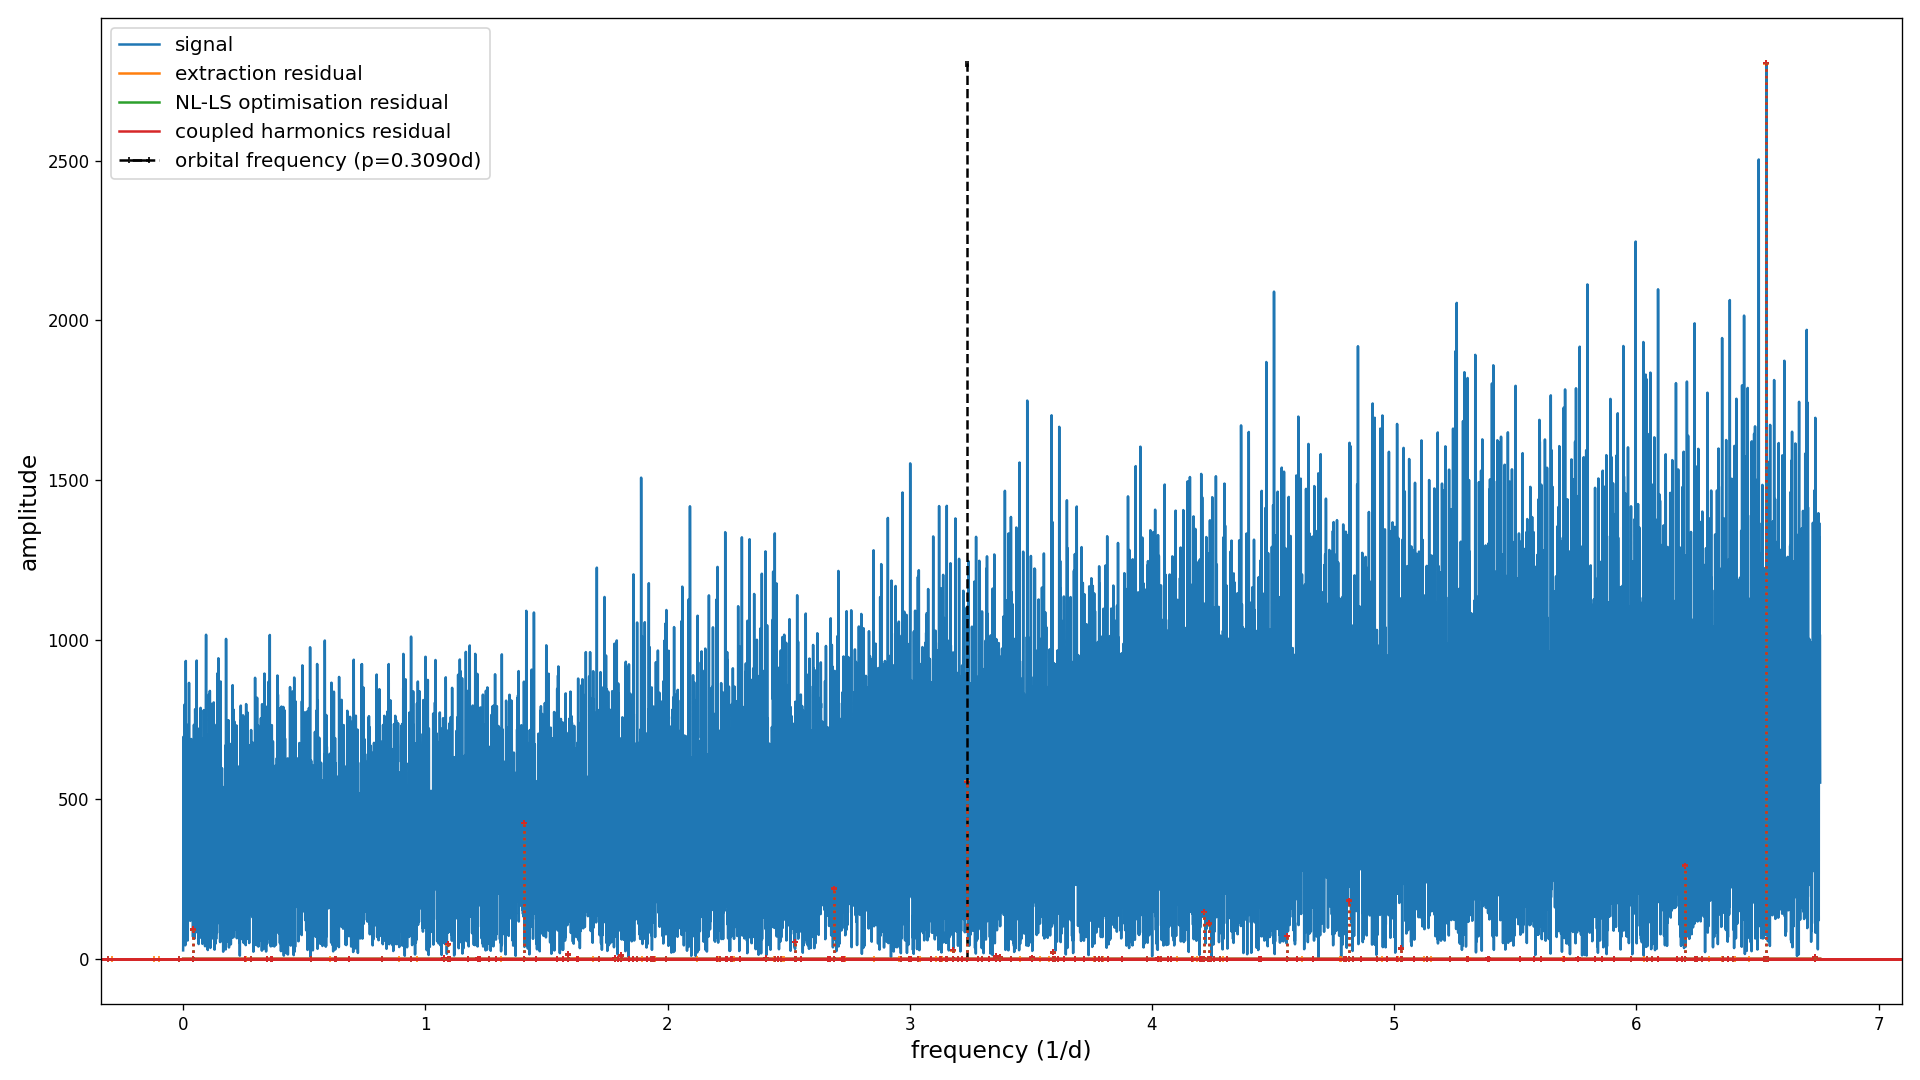 signal
extraction residual
NL-LS optimisation residual
coupled harmonics residual
orbital frequency (p=0.3090d)
amplitude
2500
2000
1500
1000
500
0
0 1 2 3 4 5 6 7
frequency (1/d)